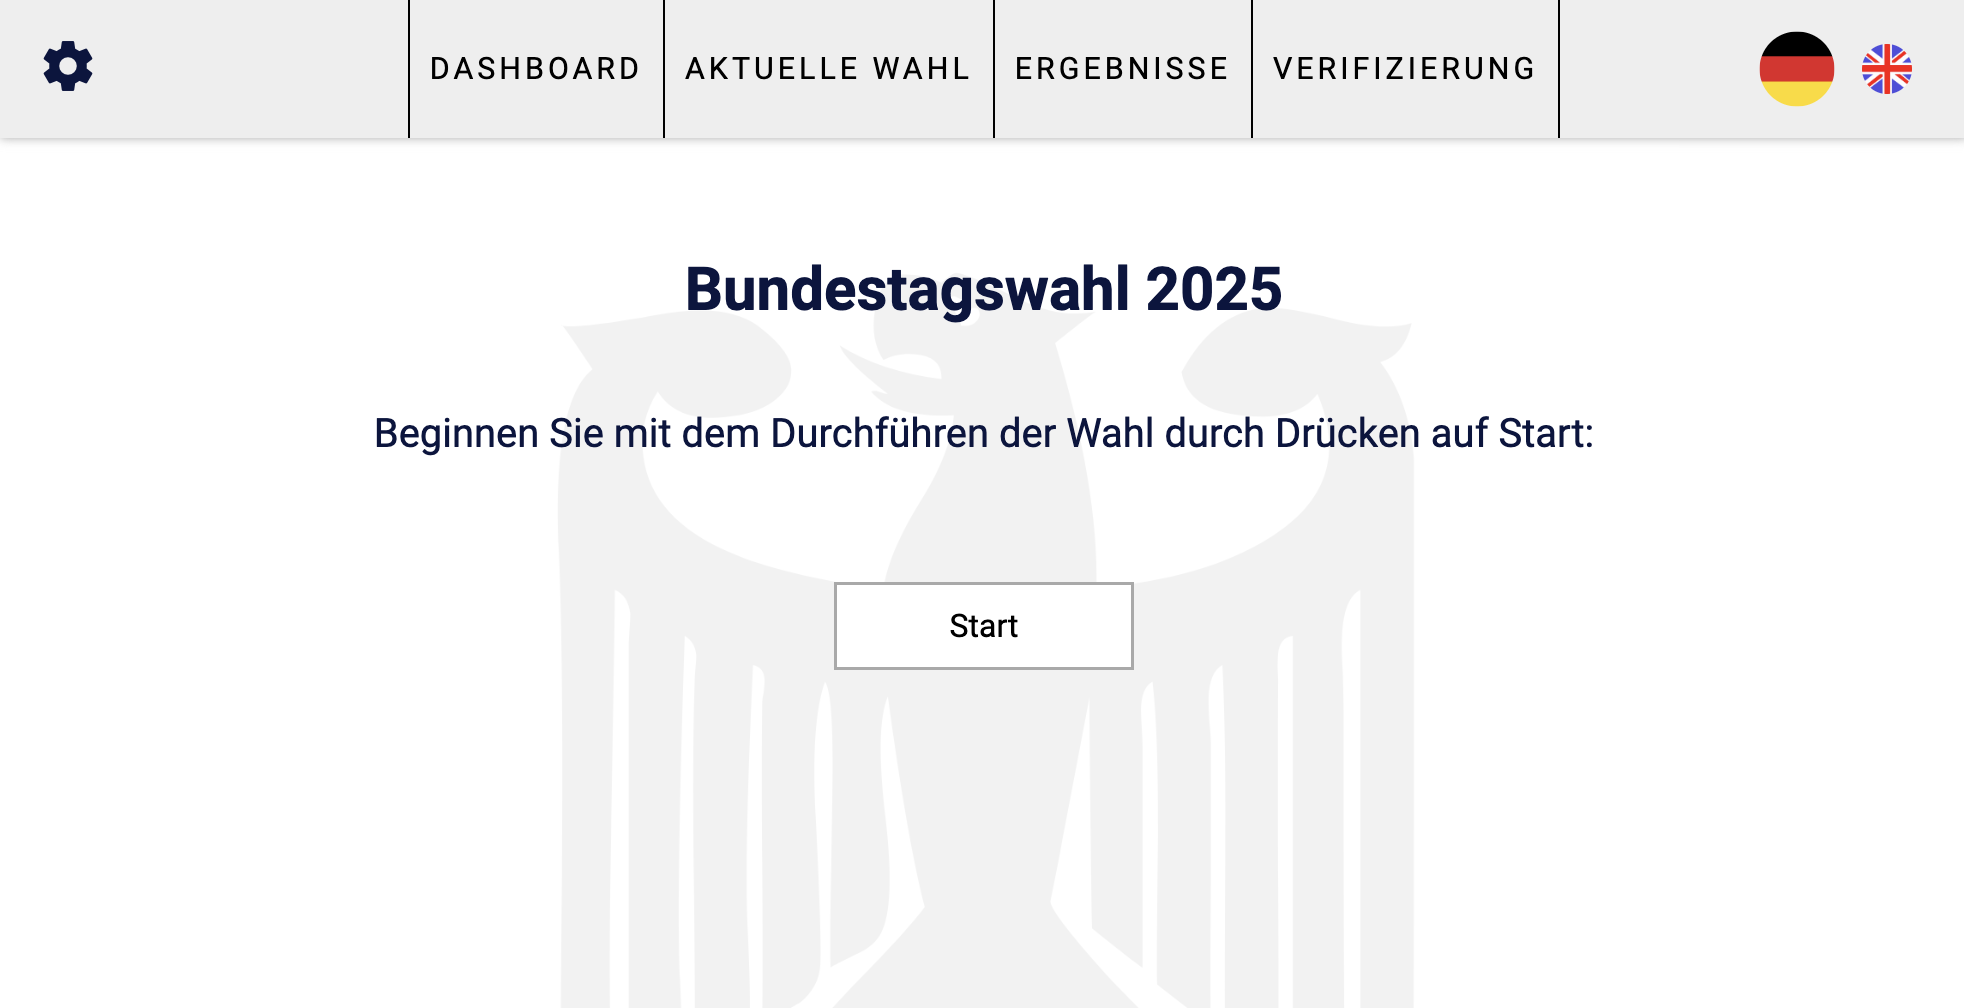 DASHBOARD
AKTUELLE WAHL
ERGEBNISSE
VERIFIZIERUNG
Bundestagswahl 2025
Beginnen Sie mit dem Durchführen der Wahl durch Drücken auf Start:
Start